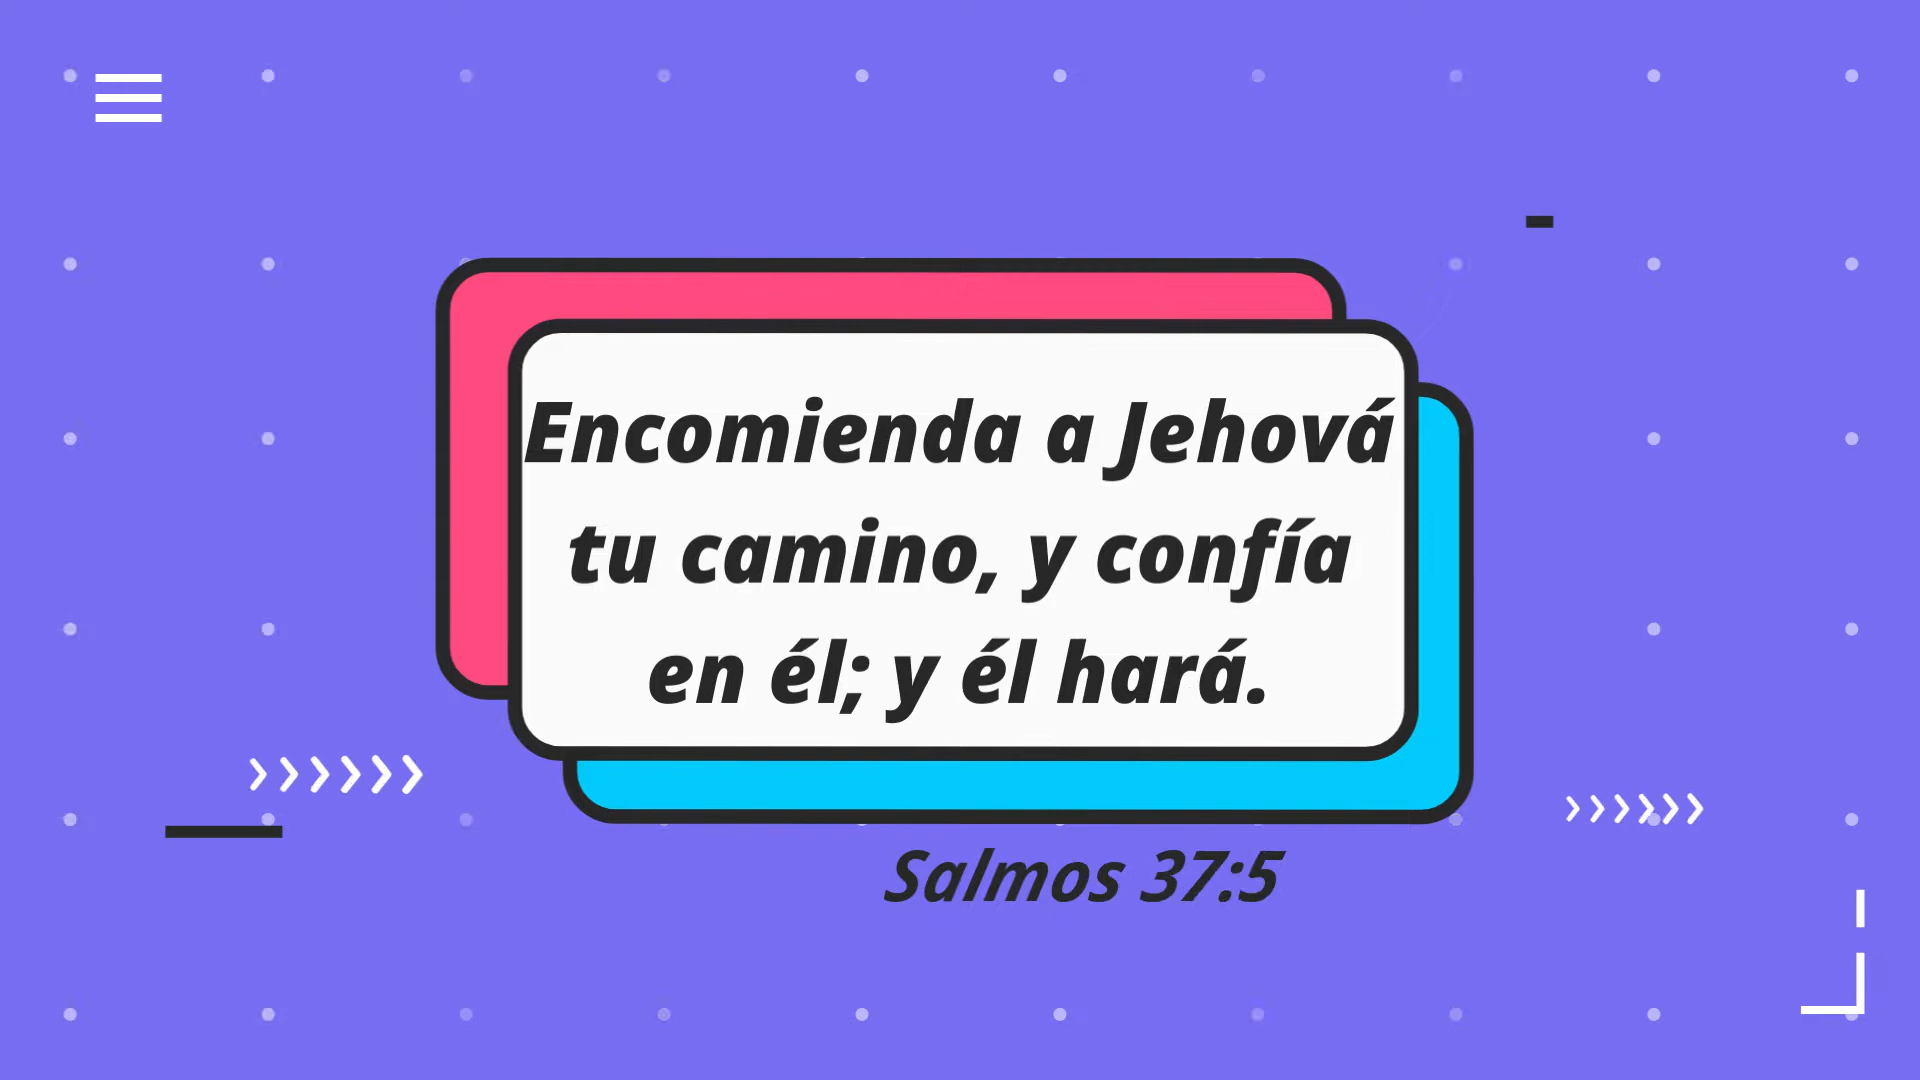 Encomienda a Jehová
tu camino, y confía
en él; y él hará.
Salmos 37:5